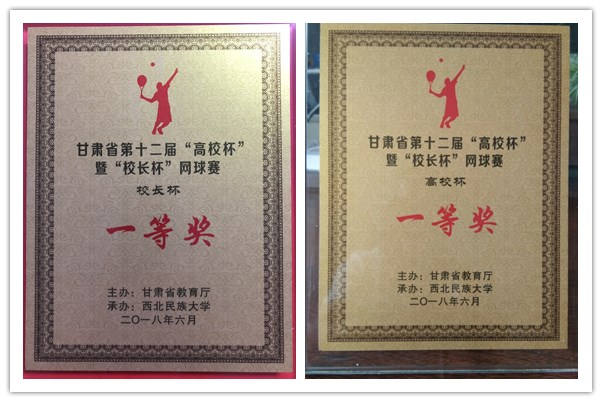 甘肃省第十二届“高校杯”
暨“校长杯”网球赛
校长杯
一等奖
主办：甘肃省教育厅
承办：西北民族大学
二〇一八年六月
甘肃省第十二届“高校杯”
暨“校长杯”网球赛
高校杯
一等奖
主办：甘肃省教育厅
承办：西北民族大学
二〇一八年六月